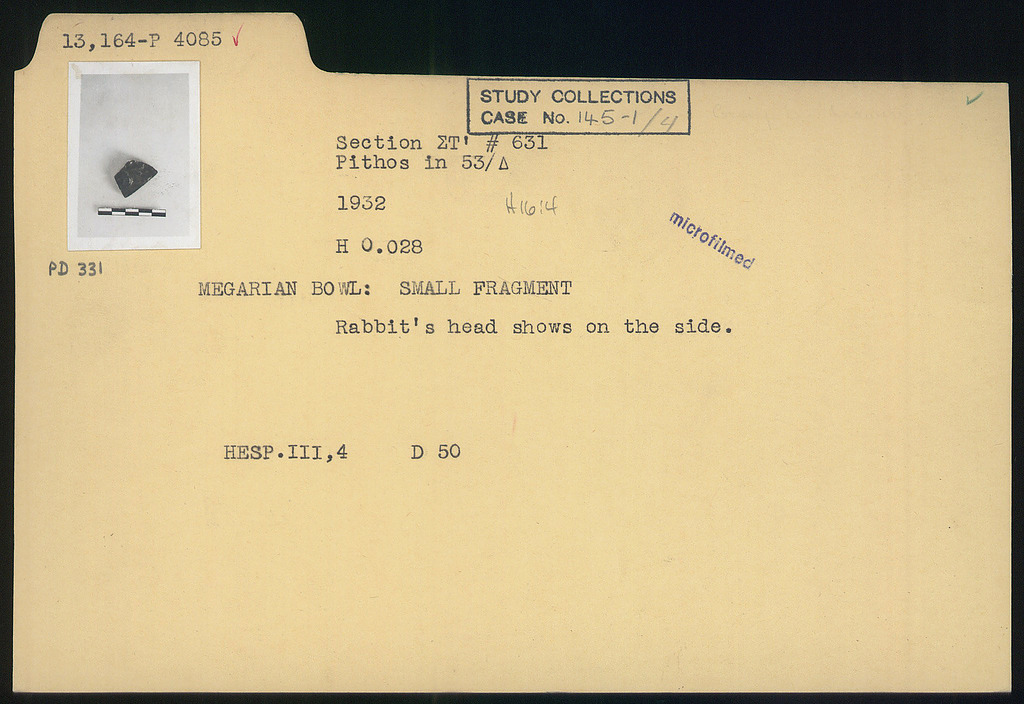 13,164-P 4085 ✓
STUDY COLLECTIONS
CASE No. 145-1/4
Section ΣΤ' # 631
Pithos in 53/Δ
1932
H 1614
microfilmed
H 0.028
PD 331
MEGARIAN BOWL: SMALL FRAGMENT
Rabbit's head shows on the side.
HESP.III,4 D 50